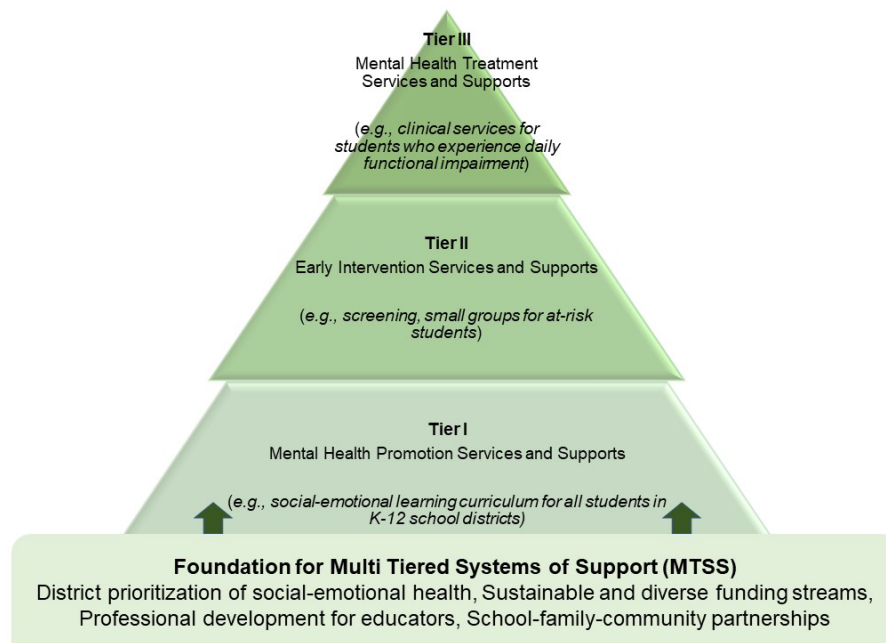 Tier III
Mental Health Treatment
Services and Supports
(e.g., clinical services for
students who experience daily
functional impairment)
Tier II
Early Intervention Services and Supports
(e.g., screening, small groups for at-risk
students)
Tier I
Mental Health Promotion Services and Supports
(e.g., social-emotional learning curriculum for all students in
K-12 school districts)
Foundation for Multi Tiered Systems of Support (MTSS)
District prioritization of social-emotional health, Sustainable and diverse funding streams,
Professional development for educators, School-family-community partnerships